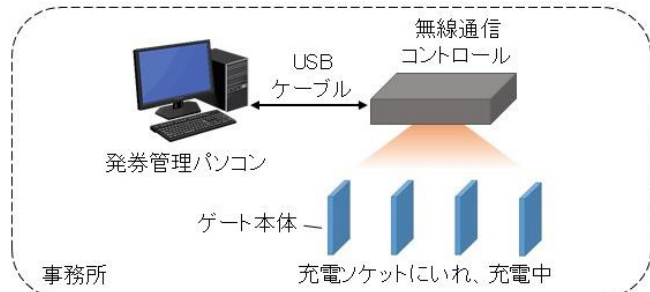 無線通信
コントロール
USB
ケーブル
発券管理パソコン
ゲート本体
充電ソケットにいれ、充電中
事務所